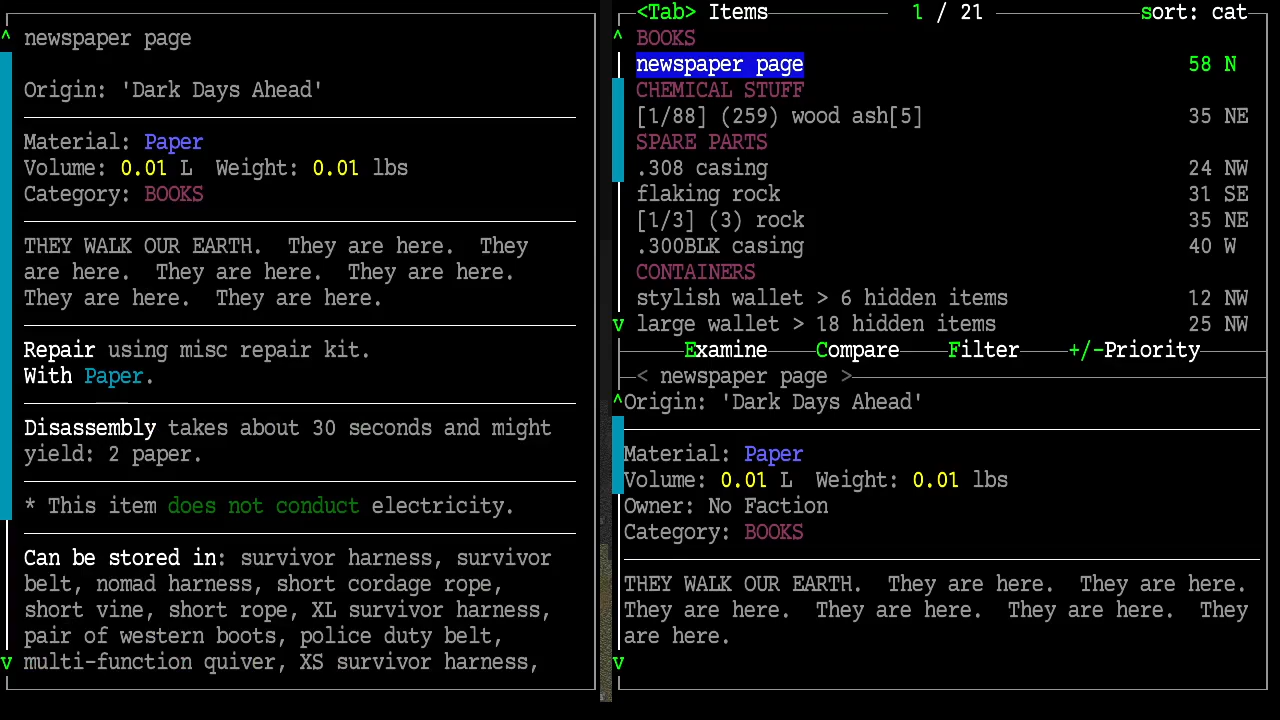 ^ newspaper page
Origin: 'Dark Days Ahead'
Material: Paper
Volume: 0.01 L  Weight: 0.01 lbs
Category: BOOKS
THEY WALK OUR EARTH.  They are here.  They
are here.  They are here.  They are here.
They are here.  They are here.
Repair using misc repair kit.
With Paper.
Disassembly takes about 30 seconds and might
yield: 2 paper.
* This item does not conduct electricity.
Can be stored in: survivor harness, survivor
belt, nomad harness, short cordage rope,
short vine, short rope, XL survivor harness,
pair of western boots, police duty belt,
v multi-function quiver, XS survivor harness,
<Tab> Items 1 / 21 sort: cat
^ BOOKS
newspaper page 58 N
CHEMICAL STUFF
[1/88] (259) wood ash[5] 35 NE
SPARE PARTS
.308 casing 24 NW
flaking rock 31 SE
[1/3] (3) rock 35 NE
.300BLK casing 40 W
CONTAINERS
stylish wallet > 6 hidden items 12 NW
v large wallet > 18 hidden items 25 NW
Examine Compare Filter +/-Priority
< newspaper page >
^Origin: 'Dark Days Ahead'
Material: Paper
Volume: 0.01 L  Weight: 0.01 lbs
Owner: No Faction
Category: BOOKS
THEY WALK OUR EARTH.  They are here.  They are here.
They are here.  They are here.  They are here.  They
are here.
v